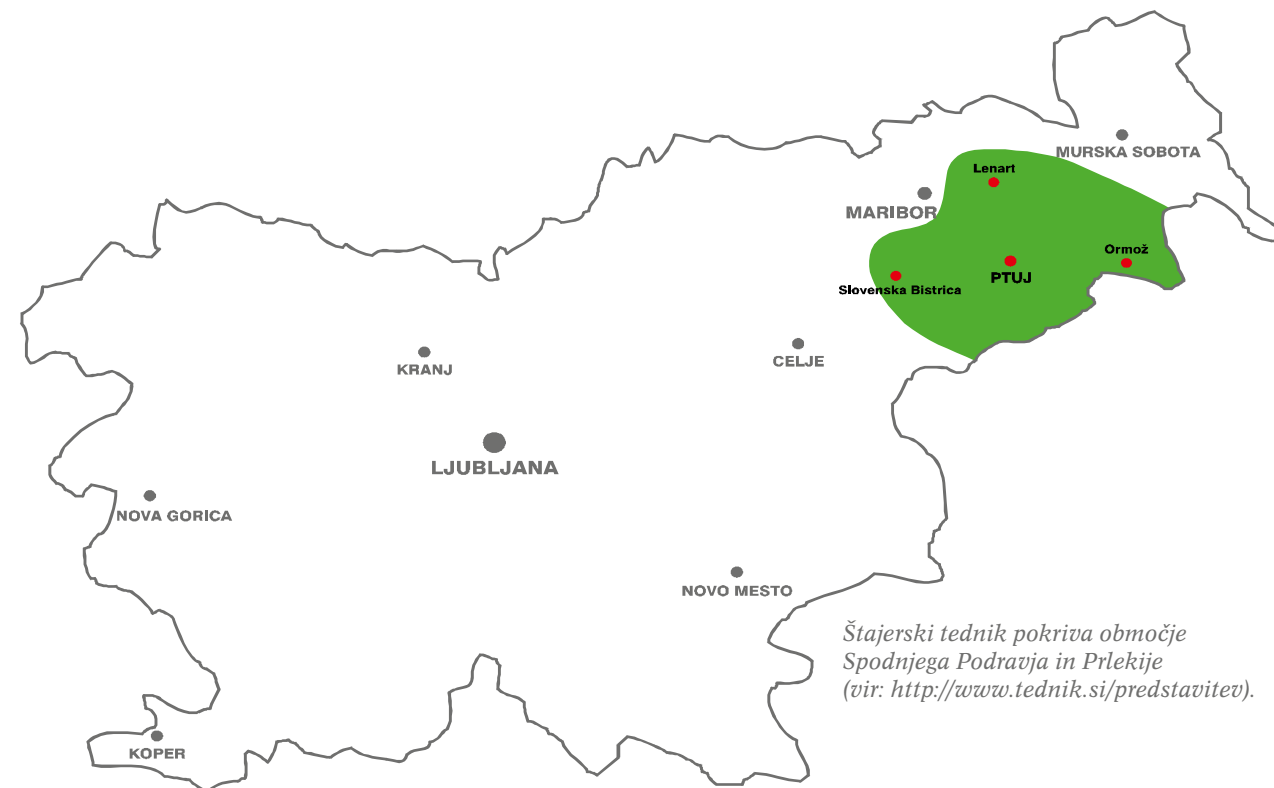 MURSKA SOBOTA
Lenart
MARIBOR
Ormož
PTUJ
Slovenska Bistrica
CELJE
KRANJ
LJUBLJANA
NOVA GORICA
NOVO MESTO
Štajerski tednik pokriva območje
Spodnjega Podravja in Prlekije
(vir: http://www.tednik.si/predstavitev).
KOPER